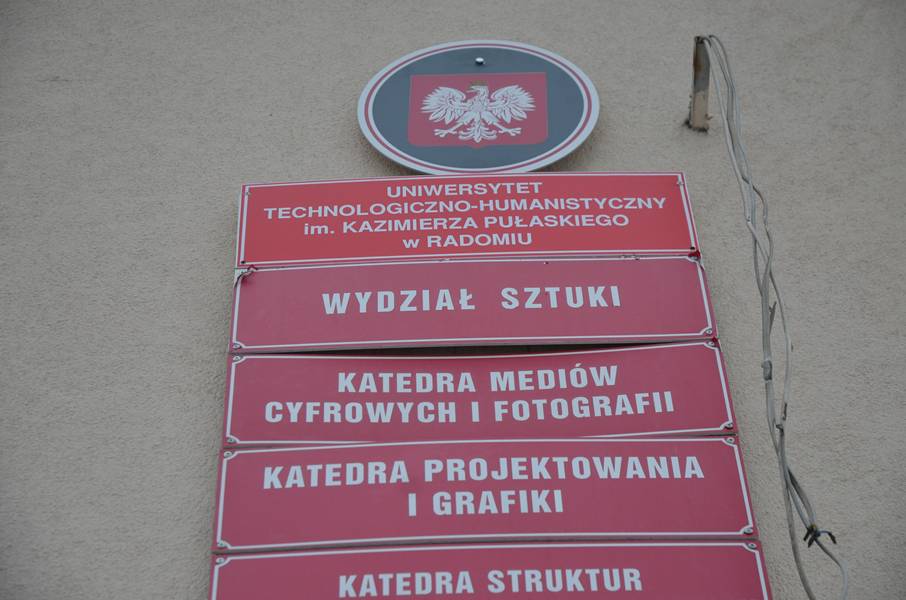 UNIWERSYTET
TECHNOLOGICZNO-HUMANISTYCZNY
im. KAZIMIERZA PUŁASKIEGO
w RADOMIU
WYDZIAŁ SZTUKI
KATEDRA MEDIÓW
CYFROWYCH I FOTOGRAFII
KATEDRA PROJEKTOWANIA
I GRAFIKI
KATEDRA STRUKTUR